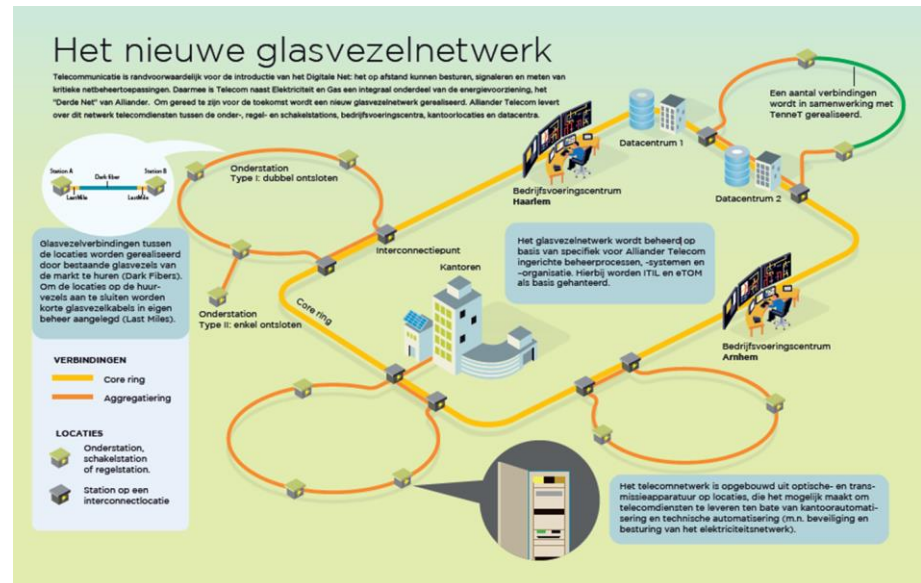 Het nieuwe glasvezelnetwerk
Telecommunicatie is randvoorwaardelijk voor de introductie van het Digitale Net: het op afstand kunnen besturen, signaleren en meten van
kritieke netbeheertoepassingen. Daarmee is Telecom naast Elektriciteit en Gas een integraal onderdeel van de energievoorziening, het
"Derde Net" van Alliander. Om gereed te zijn voor de toekomst wordt een nieuw glasvezelnetwerk gerealiseerd. Alliander Telecom levert
over dit netwerk telecomdiensten tussen de onder-, regel- en schakelstations, bedrijfsvoeringscentra, kantoorlocaties en datacentra.
Een aantal verbindingen
wordt in samenwerking met
TenneT gerealiseerd.
Datacentrum 1
Datacentrum 2
Bedrijfsvoeringscentrum
Haarlem
Station A
Station B
Dark fiber
LastMile
LastMile
Onderstation
Type I: dubbel ontsloten
Interconnectiepunt
Glasvezelverbindingen tussen
de locaties worden gerealiseerd
door bestaande glasvezels van
de markt te huren (Dark Fibers).
Om de locaties op de huur-
vezels aan te sluiten worden
korte glasvezelkabels in eigen
beheer aangelegd (Last Miles).
Onderstation
Type II: enkel ontsloten
Core ring
Kantoren
Het glasvezelnetwerk wordt beheerd op
basis van specifiek voor Alliander Telecom
ingerichte beheerprocessen, -systemen en
-organisatie. Hierbij worden ITIL en eTOM
als basis gehanteerd.
Bedrijfsvoeringscentrum
Arnhem
VERBINDINGEN
Core ring
Aggregatiering
LOCATIES
Onderstation,
schakelstation
of regelstation.
Station op een
interconnectlocatie
Het telecomnetwerk is opgebouwd uit optische- en trans-
missieapparatuur op locaties, die het mogelijk maakt om
telecomdiensten te leveren ten bate van kantoorautomati-
sering en technische automatisering (m.n. beveiliging en
besturing van het elektriciteitsnetwerk).